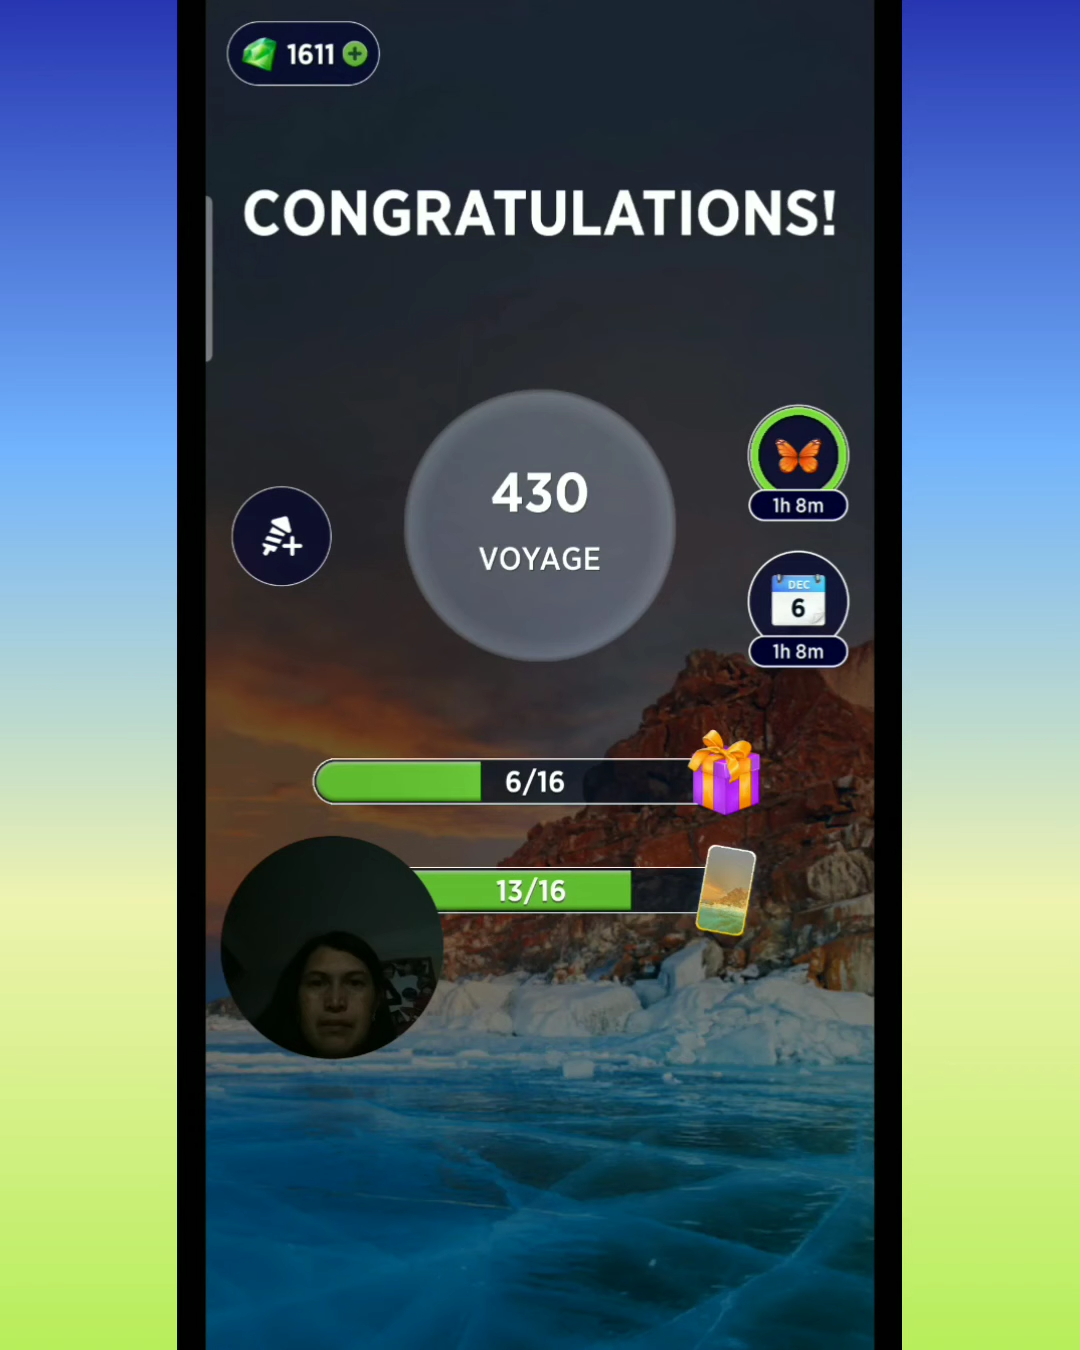 1611
CONGRATULATIONS!
430
VOYAGE
1h 8m
DEC
6
1h 8m
6/16
13/16